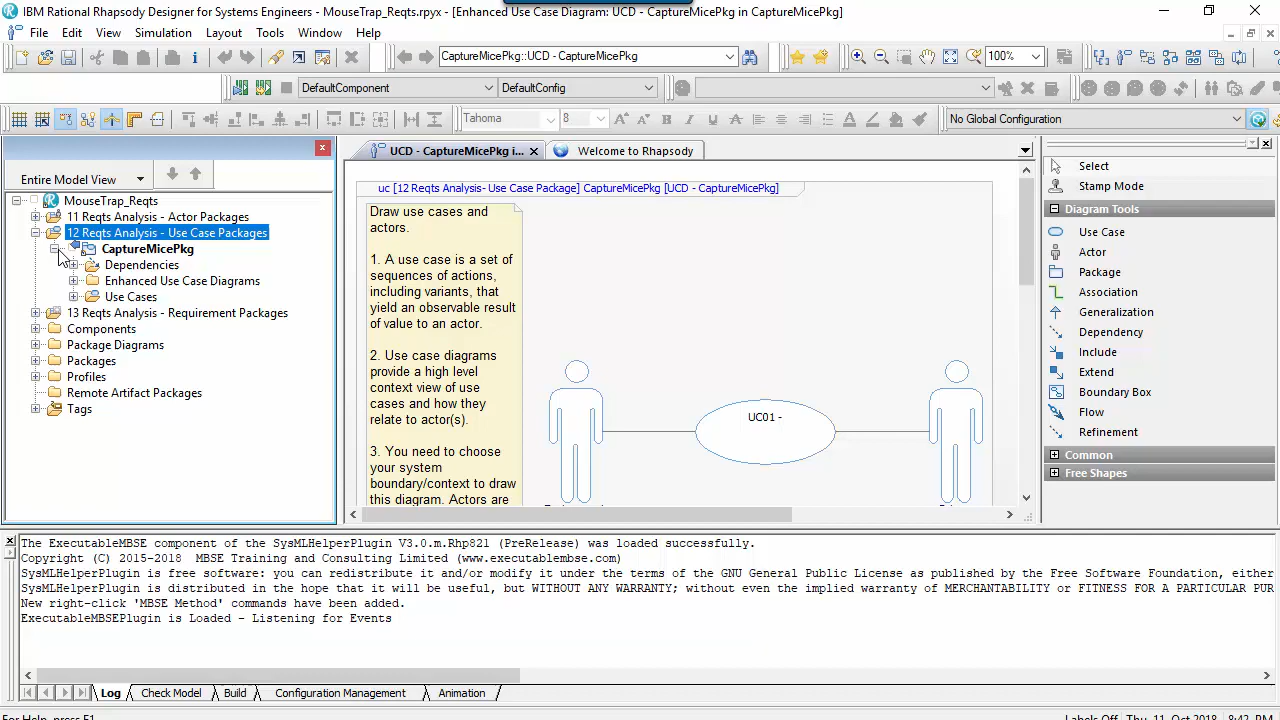 IBM Rational Rhapsody Designer for Systems Engineers - MouseTrap_Reqts.rpyx - [Enhanced Use Case Diagram: UCD - CaptureMicePkg in CaptureMicePkg]
File Edit View Simulation Layout Tools Window Help
CaptureMicePkg::UCD - CaptureMicePkg
100%
DefaultComponent
DefaultConfig
Tahoma
8
No Global Configuration
Entire Model View
MouseTrap_Reqts
11 Reqts Analysis - Actor Packages
12 Reqts Analysis - Use Case Packages
CaptureMicePkg
Dependencies
Enhanced Use Case Diagrams
Use Cases
13 Reqts Analysis - Requirement Packages
Components
Package Diagrams
Packages
Profiles
Remote Artifact Packages
Tags
UCD - CaptureMicePkg i...
Welcome to Rhapsody
uc [12 Reqts Analysis- Use Case Package] CaptureMicePkg [UCD - CaptureMicePkg]
Draw use cases and
actors.
1. A use case is a set of
sequences of actions,
including variants, that
yield an observable result
of value to an actor.
2. Use case diagrams
provide a high level
context view of use
cases and how they
relate to actor(s).
3. You need to choose
your system
boundary/context to draw
this diagram. Actors are
UC01 -
Select
Stamp Mode
Diagram Tools
Use Case
Actor
Package
Association
Generalization
Dependency
Include
Extend
Boundary Box
Flow
Refinement
Common
Free Shapes
The ExecutableMBSE component of the SysMLHelperPlugin V3.0.m.Rhp821 (PreRelease) was loaded successfully.
Copyright (C) 2015-2018 MBSE Training and Consulting Limited (www.executablembse.com)
SysMLHelperPlugin is free software: you can redistribute it and/or modify it under the terms of the GNU General Public License as published by the Free Software Foundation, either
SysMLHelperPlugin is distributed in the hope that it will be useful, but WITHOUT ANY WARRANTY; without even the implied warranty of MERCHANTABILITY or FITNESS FOR A PARTICULAR PUR
New right-click 'MBSE Method' commands have been added.
ExecutableMBSEPlugin is Loaded - Listening for Events
Log
Check Model
Build
Configuration Management
Animation
For Help, press F1
Labels Off Thu, 11, Oct 2018 8:43 PM